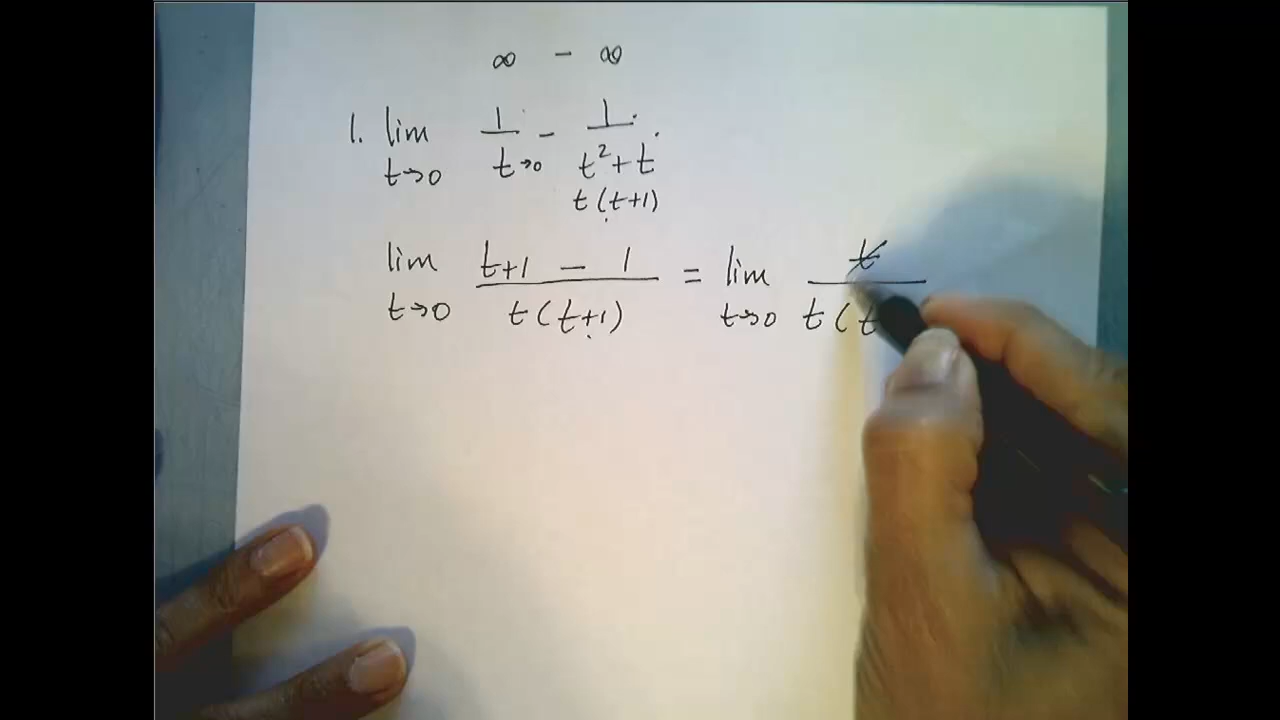 ∞ - ∞
1. lim 1 - 1
t→0 t→0 t²+t
t(t+1)
lim t+1 - 1 = lim t
t→0 t(t+1) t→0 t(t